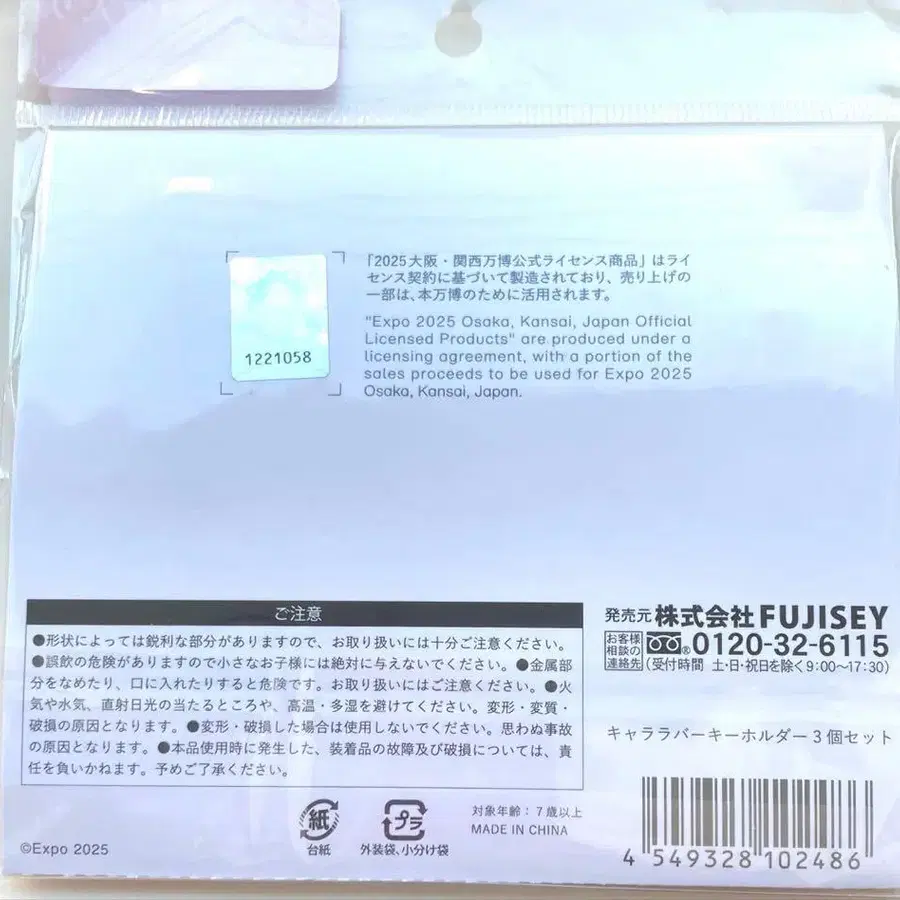 「2025大阪・関西万博公式ライセンス商品」はライ
センス契約に基づいて製造されており、売り上げの
一部は、本万博のために活用されます。
"Expo 2025 Osaka, Kansai, Japan Official
Licensed Products" are produced under a
licensing agreement, with a portion of the
sales proceeds to be used for Expo 2025
Osaka, Kansai, Japan.
1221058
ご注意
●形状によっては鋭利な部分がありますので、お取り扱いには十分ご注意ください。
●誤飲の危険がありますので小さなお子様には絶対に与えないでください。●金属部
分をなめたり、口に入れたりすると危険です。お取り扱いにはご注意ください。●火
気や水気、直射日光の当たるところや、高温・多湿を避けてください。変形・変質・
破損の原因となります。●変形・破損した場合は使用しないでください。思わぬ事故
の原因となります。●本品使用時に発生した、装着品の故障及び破損については、責
任を負いかねます。予めご了承ください。
発売元 株式会社FUJISEY
お客様
相談の
連絡先
0120-32-6115
(受付時間 土・日・祝日を除く9:00〜17:30)
キャララバーキーホルダー3個セット
紙
台紙
プラ
外装袋、小分け袋
対象年齢：7歳以上
MADE IN CHINA
4 549328 102486
©Expo 2025